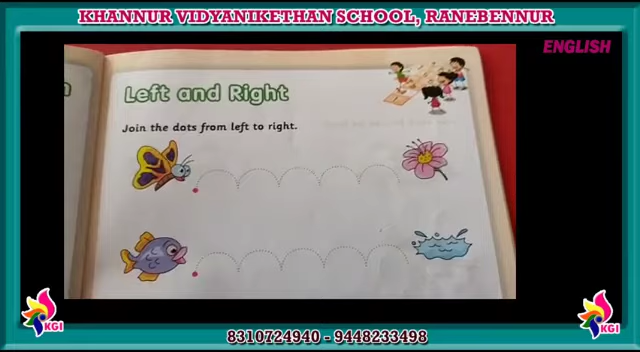 KHANNUR VIDYANIKETHAN SCHOOL, RANEBENNUR
ENGLISH
Left and Right
Join the dots from left to right.
KGI
KGI
8310724940 - 9448233498